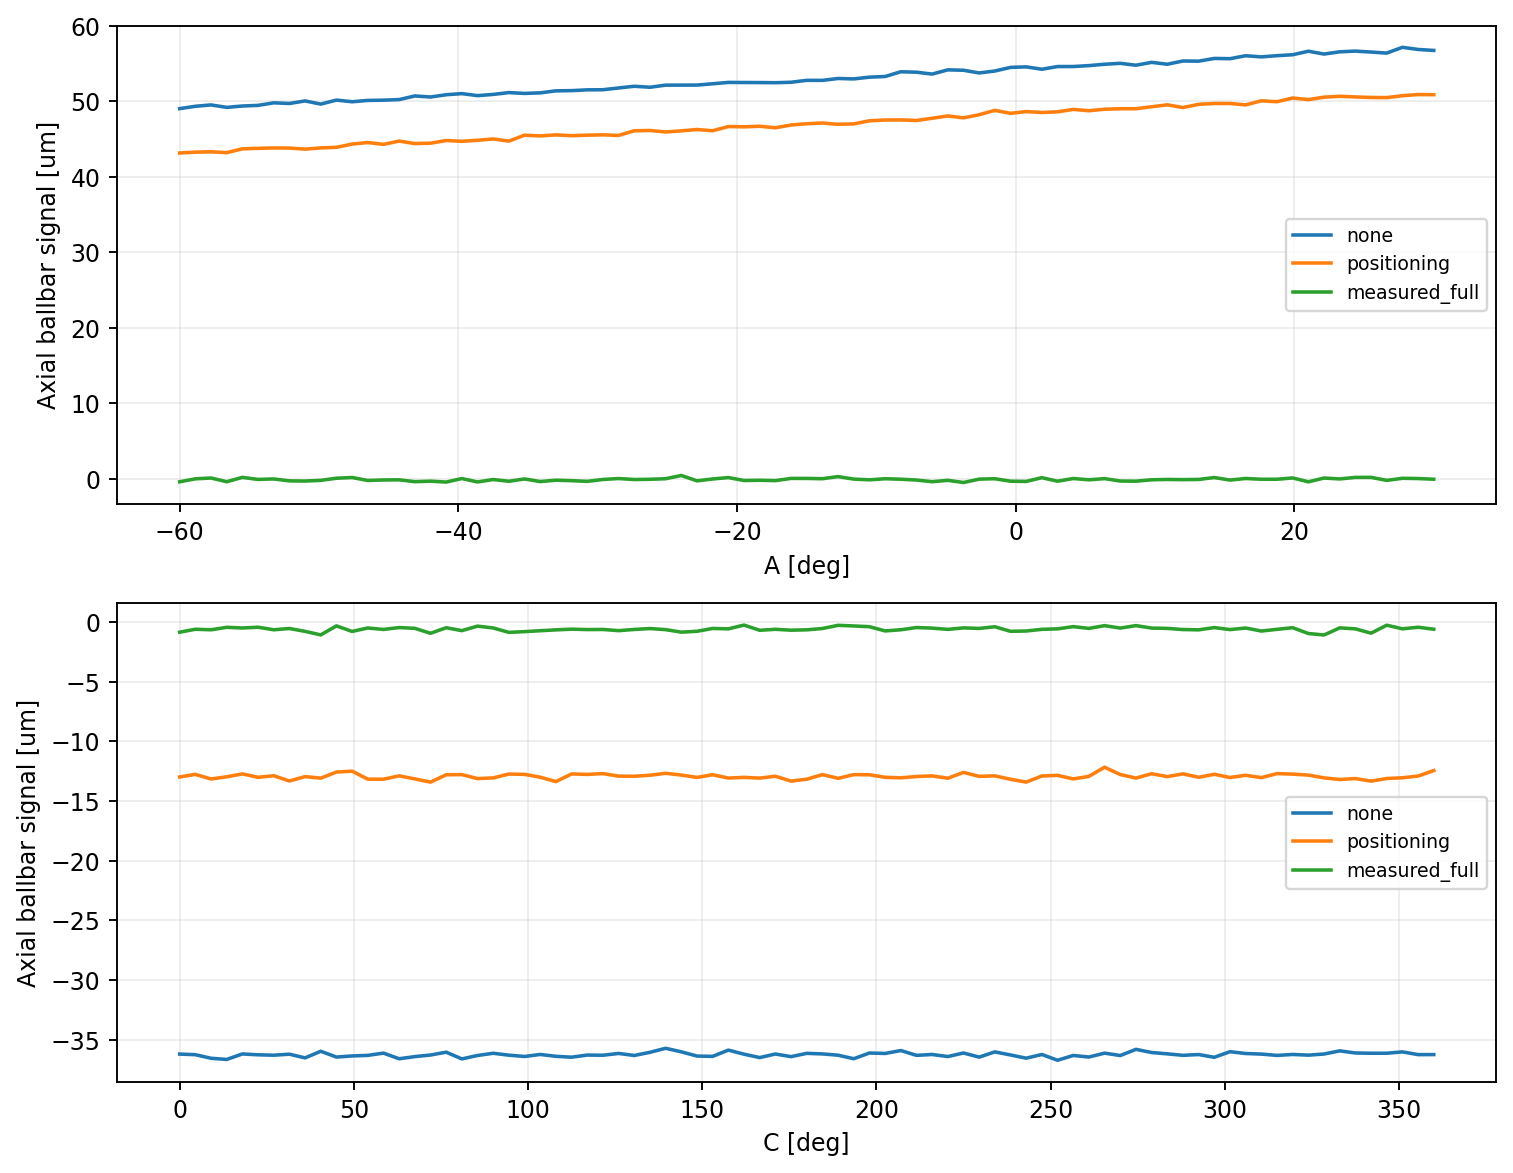 60
50
40
30
20
10
0
Axial ballbar signal [um]
none
positioning
measured_full
−60
−40
−20
0
20
A [deg]
0
−5
−10
−15
−20
−25
−30
−35
Axial ballbar signal [um]
none
positioning
measured_full
0
50
100
150
200
250
300
350
C [deg]